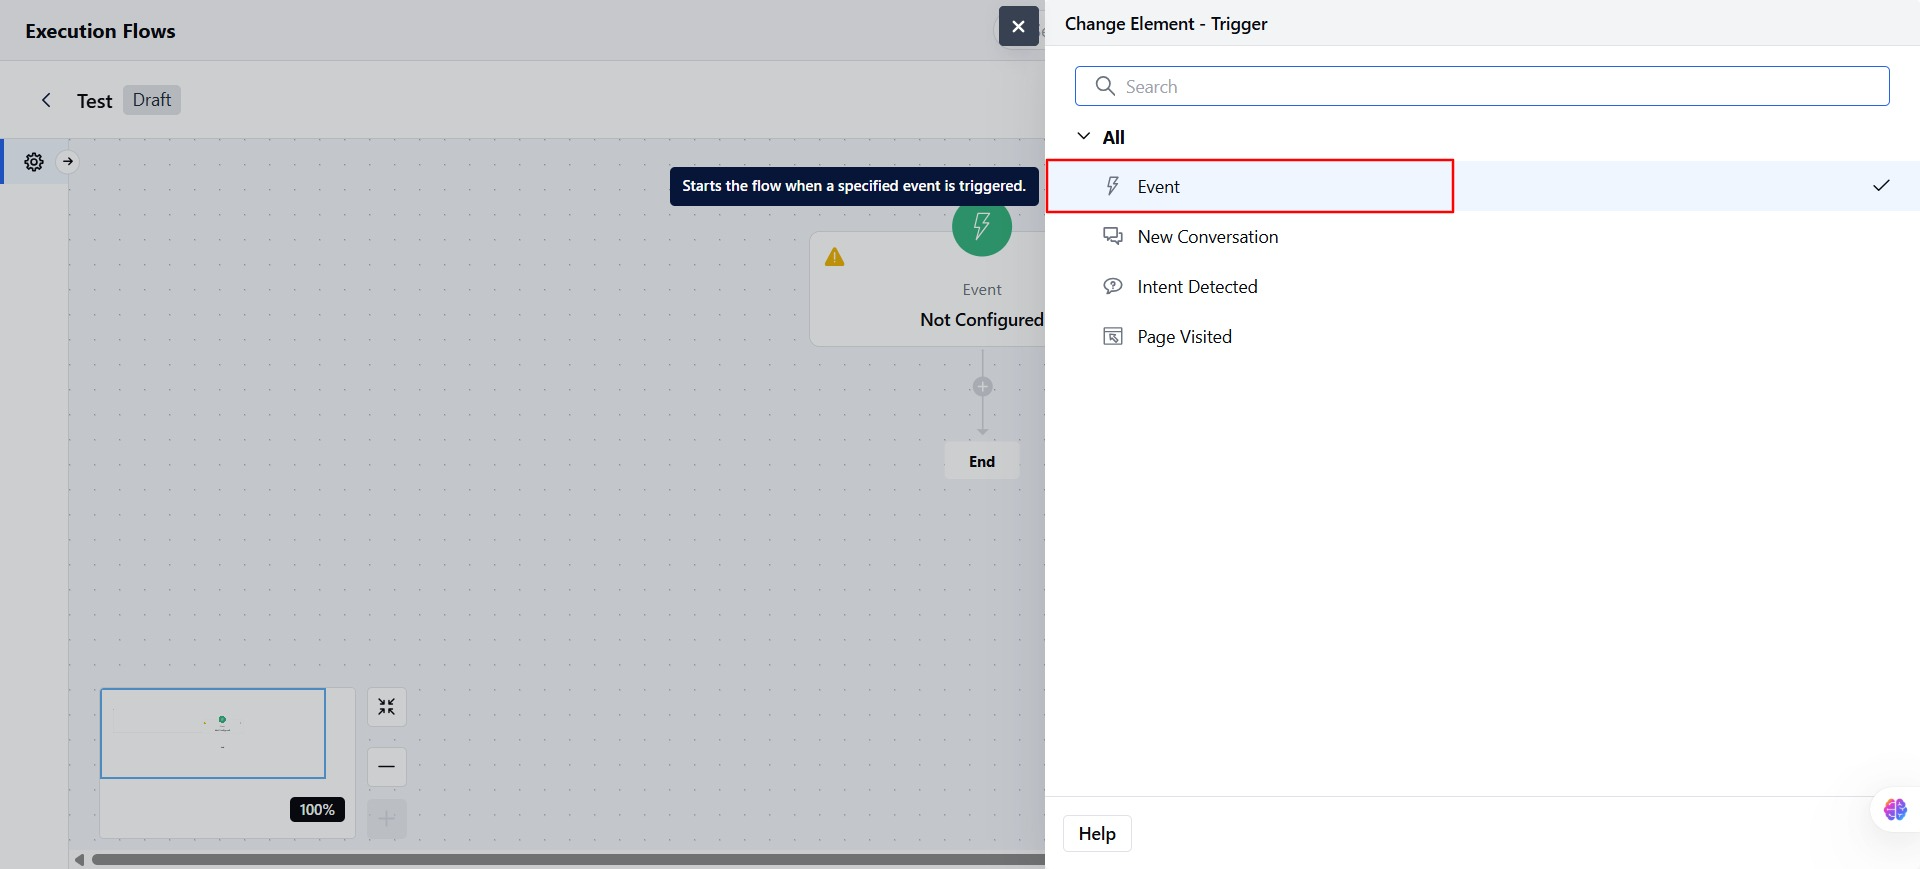 Execution Flows
Change Element - Trigger
Search
Test
Draft
All
Starts the flow when a specified event is triggered.
Event
New Conversation
Intent Detected
Page Visited
Event
Not Configured
End
100%
Help